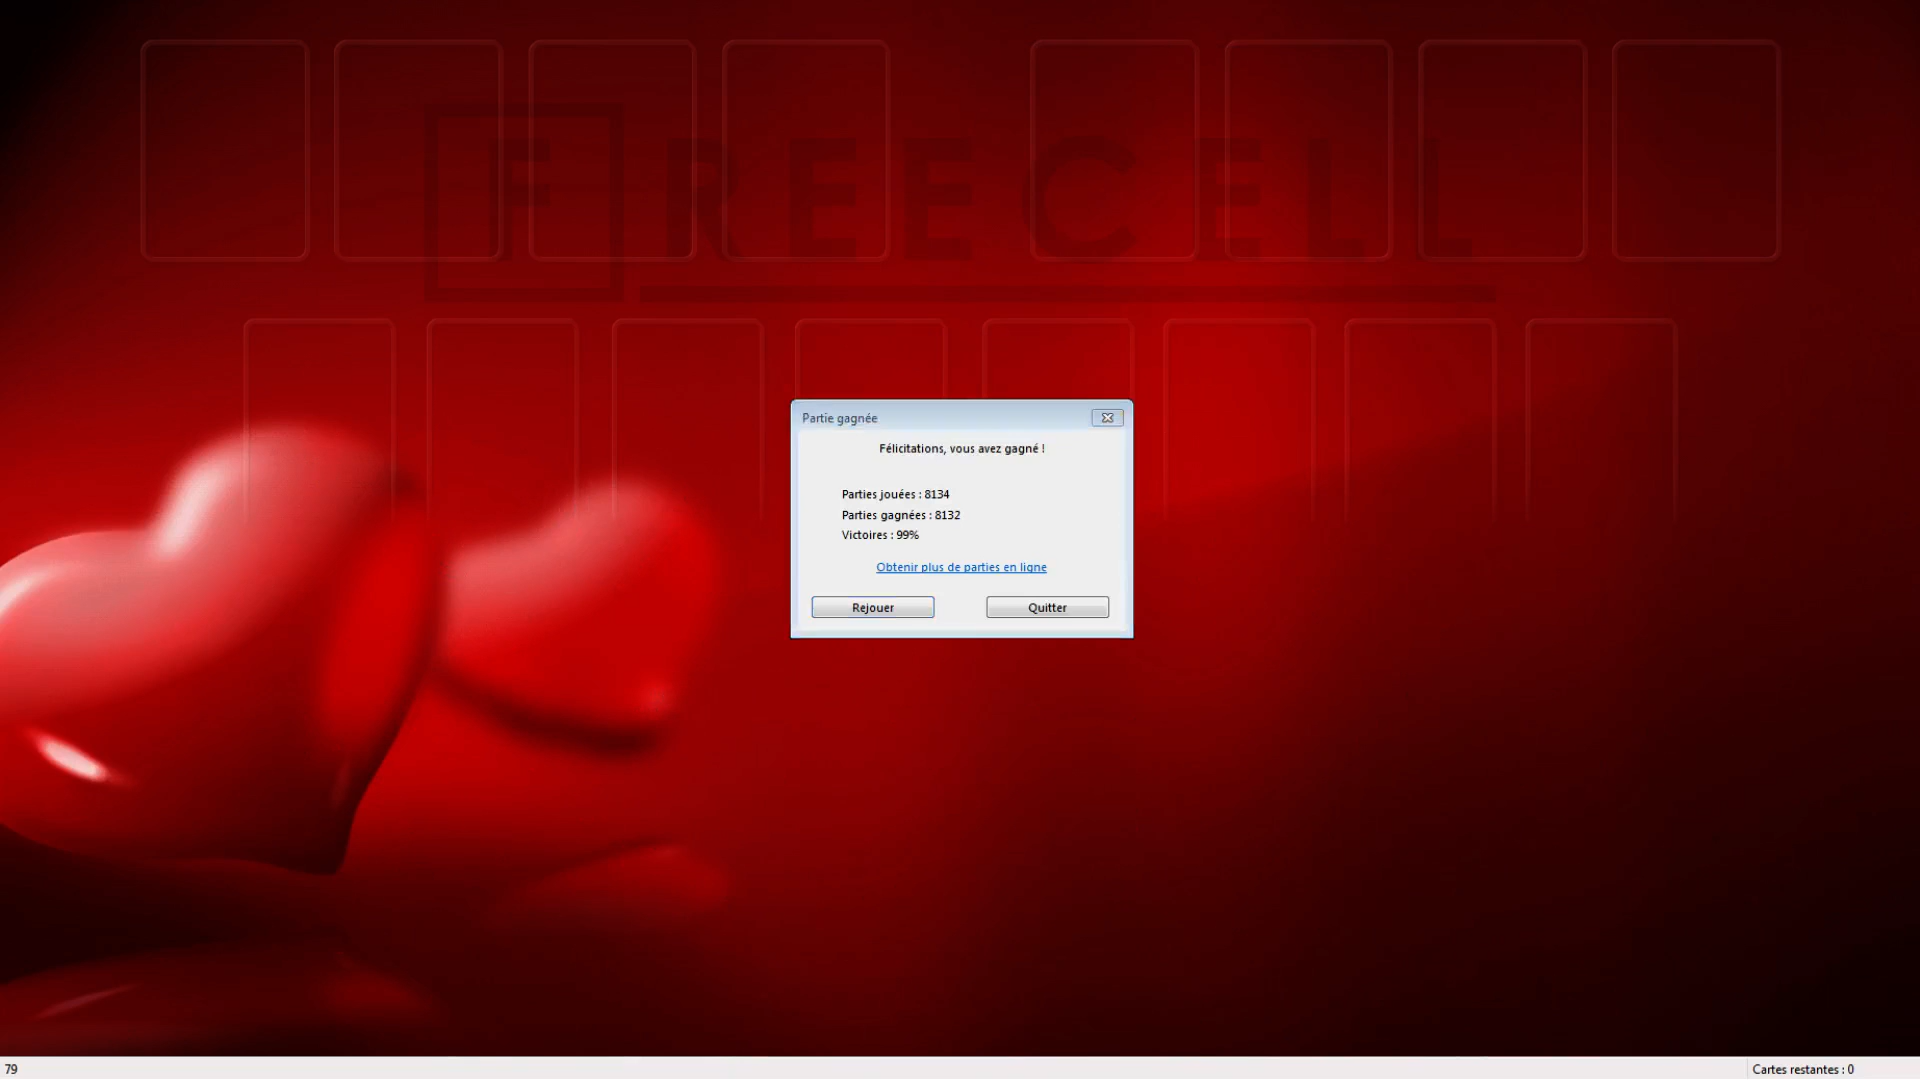 FREECELL
Partie gagnée
Félicitations, vous avez gagné !
Parties jouées : 8134
Parties gagnées : 8132
Victoires : 99%
Obtenir plus de parties en ligne
Rejouer
Quitter
79
Cartes restantes : 0